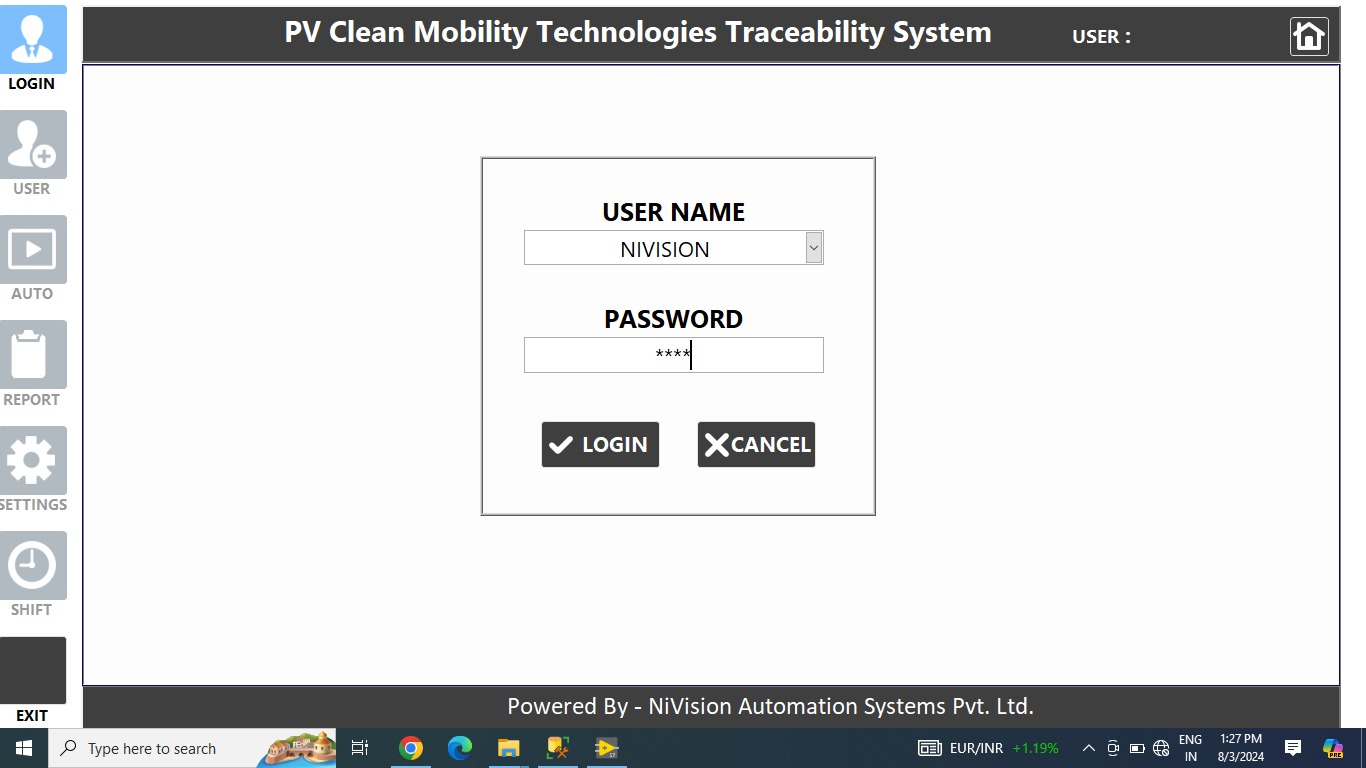 PV Clean Mobility Technologies Traceability System
USER :
LOGIN
USER
AUTO
REPORT
SETTINGS
SHIFT
EXIT
USER NAME
NIVISION
PASSWORD
****
LOGIN
CANCEL
Powered By - NiVision Automation Systems Pvt. Ltd.
Type here to search
EUR/INR +1.19%
ENG
IN
1:27 PM
8/3/2024